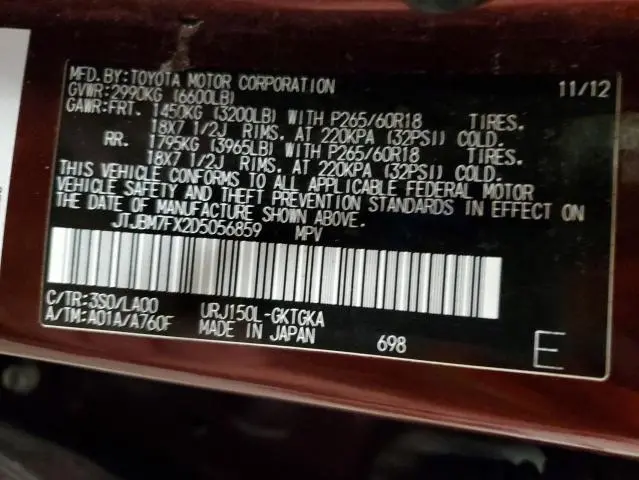 MFD. BY: TOYOTA MOTOR CORPORATION 11/12
GVWR: 2990KG (6600LB)
GAWR: FRT. 1450KG (3200LB) WITH P265/60R18 TIRES.
18X7 1/2J RIMS. AT 220KPA (32PSI) COLD.
RR. 1795KG (3965LB) WITH P265/60R18 TIRES.
18X7 1/2J RIMS. AT 220KPA (32PSI) COLD.
THIS VEHICLE CONFORMS TO ALL APPLICABLE FEDERAL MOTOR
VEHICLE SAFETY AND THEFT PREVENTION STANDARDS IN EFFECT ON
THE DATE OF MANUFACTURE SHOWN ABOVE.
JTJBM7FX2D5056859 MPV
C/TR: 3S0/LA00 URJ150L-GKTGKA
A/TM: A01A/A760F MADE IN JAPAN 698 E